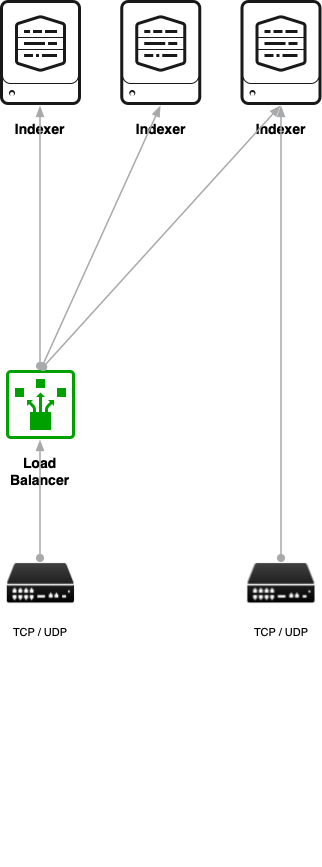 Indexer
Indexer
Indexer
Load
Balancer
TCP / UDP
TCP / UDP